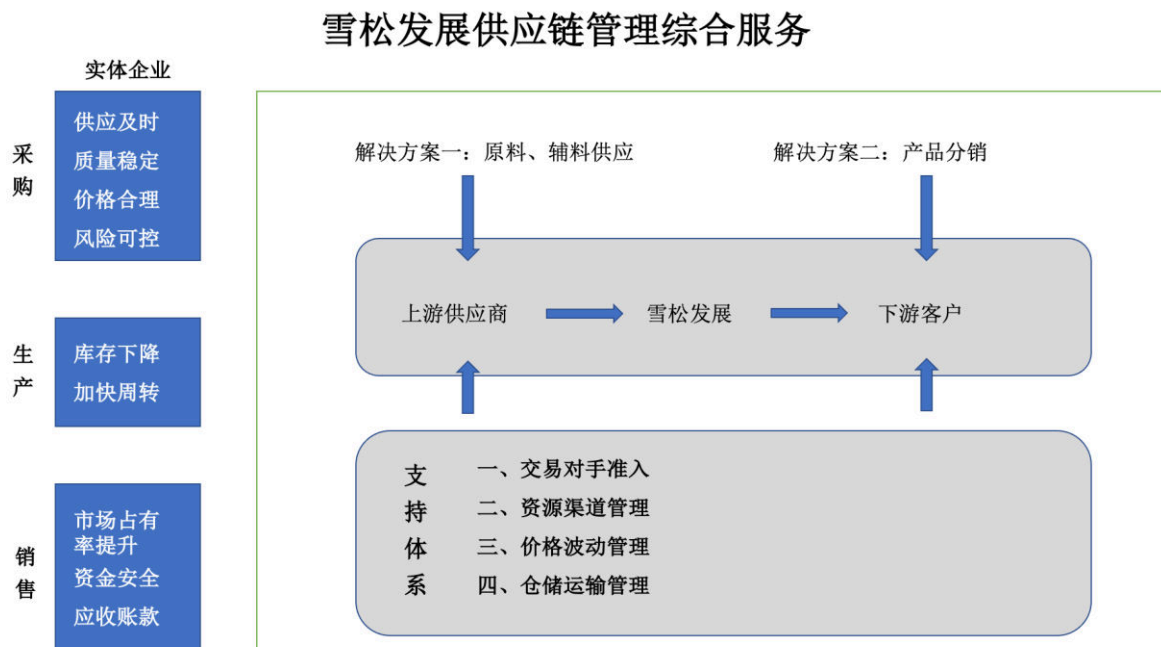 雪松发展供应链管理综合服务
实体企业
采购
供应及时
质量稳定
价格合理
风险可控
生产
库存下降
加快周转
销售
市场占有
率提升
资金安全
应收账款
解决方案一：原料、辅料供应
解决方案二：产品分销
上游供应商
雪松发展
下游客户
支持体系
一、交易对手准入
二、资源渠道管理
三、价格波动管理
四、仓储运输管理